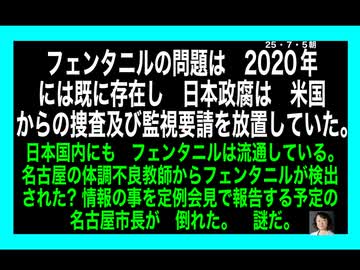 25・7・5朝
フェンタニルの問題は 2020年
には既に存在し 日本政腐は 米国
からの捜査及び監視要請を放置していた。
日本国内にも フェンタニルは流通している。
名古屋の体調不良教師からフェンタニルが検出
された? 情報の事を定例会見で報告する予定の
名古屋市長が 倒れた。 謎だ。